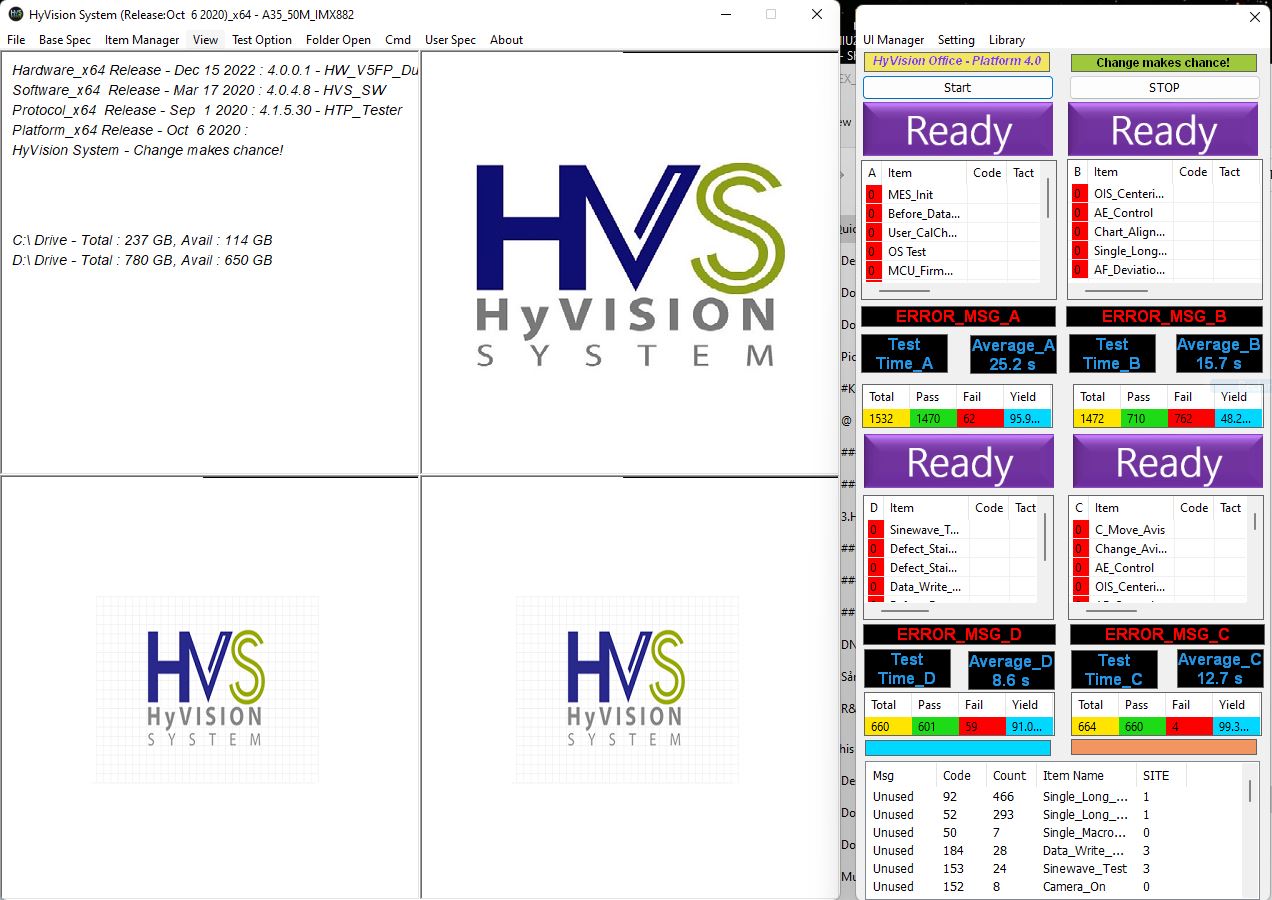 HyVision System (Release:Oct 6 2020)_x64 - A35_50M_IMX882
File Base Spec Item Manager View Test Option Folder Open Cmd User Spec About
Hardware_x64 Release - Dec 15 2022 : 4.0.0.1 - HW_V5FP_Du
Software_x64 Release - Mar 17 2020 : 4.0.4.8 - HVS_SW
Protocol_x64 Release - Sep 1 2020 : 4.1.5.30 - HTP_Tester
Platform_x64 Release - Oct 6 2020 :
HyVision System - Change makes chance!
C:\ Drive - Total : 237 GB, Avail : 114 GB
D:\ Drive - Total : 780 GB, Avail : 650 GB
HVS
HyVISION
SYSTEM
HVS
HyVISION
SYSTEM
HVS
HyVISION
SYSTEM
UI Manager Setting Library
HyVision Office - Platform 4.0 Change makes chance!
Start STOP
Ready Ready
A Item Code Tact
0 MES_Init
0 Before_Data...
0 User_CalCh...
0 OS Test
0 MCU_Firm...
B Item Code Tact
0 OIS_Centeri...
0 AE_Control
0 Chart_Align...
0 Single_Long...
0 AF_Deviatio...
ERROR_MSG_A ERROR_MSG_B
Test Time_A Average_A 25.2 s Test Time_B Average_B 15.7 s
Total Pass Fail Yield
1532 1470 62 95.9...
Total Pass Fail Yield
1472 710 762 48.2...
Ready Ready
D Item Code Tact
0 Sinewave_T...
0 Defect_Stai...
0 Defect_Stai...
0 Data_Write_...
C Item Code Tact
0 C_Move_Avis
0 Change_Avi...
0 AE_Control
0 OIS_Centeri...
ERROR_MSG_D ERROR_MSG_C
Test Time_D Average_D 8.6 s Test Time_C Average_C 12.7 s
Total Pass Fail Yield
660 601 59 91.0...
Total Pass Fail Yield
664 660 4 99.3...
Msg Code Count Item Name SITE
Unused 92 466 Single_Long_... 1
Unused 52 293 Single_Long_... 1
Unused 50 7 Single_Macro... 0
Unused 184 28 Data_Write_... 3
Unused 153 24 Sinewave_Test 3
Unused 152 8 Camera_On 0